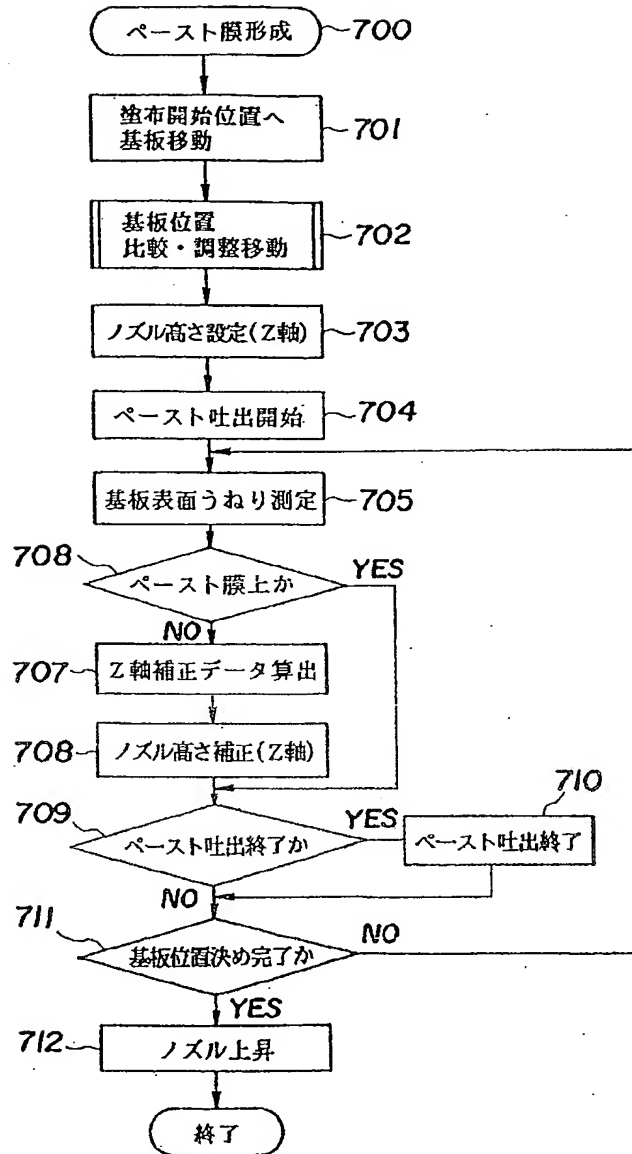 ペースト膜形成
700
塗布開始位置へ
基板移動
701
基板位置
比較・調整移動
702
ノズル高さ設定(Z軸)
703
ペースト吐出開始
704
基板表面うねり測定
705
708
ペースト膜上か
YES
NO
707
Z軸補正データ算出
708
ノズル高さ補正(Z軸)
709
ペースト吐出終了か
YES
710
ペースト吐出終了
NO
711
基板位置決め完了か
NO
YES
712
ノズル上昇
終了